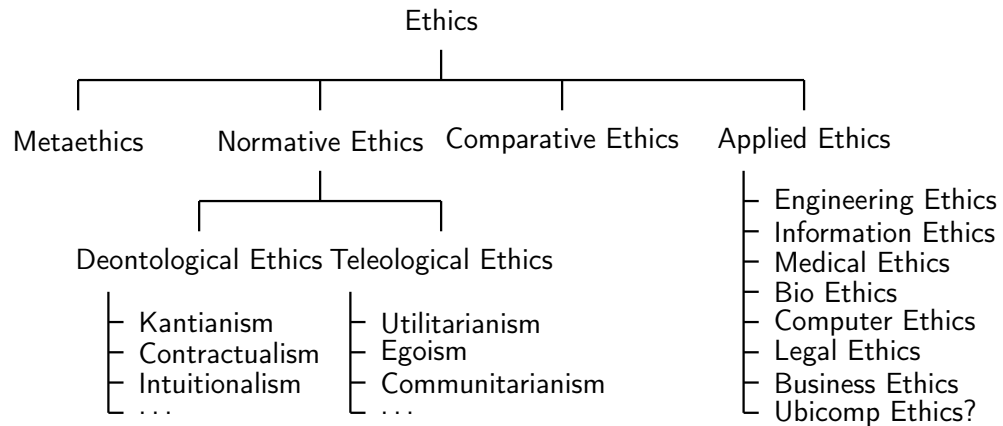 Ethics
Metaethics
Normative Ethics
Comparative Ethics
Applied Ethics
Deontological Ethics
Kantianism
Contractualism
Intuitionalism
. . .
Teleological Ethics
Utilitarianism
Egoism
Communitarianism
. . .
Engineering Ethics
Information Ethics
Medical Ethics
Bio Ethics
Computer Ethics
Legal Ethics
Business Ethics
Ubicomp Ethics?